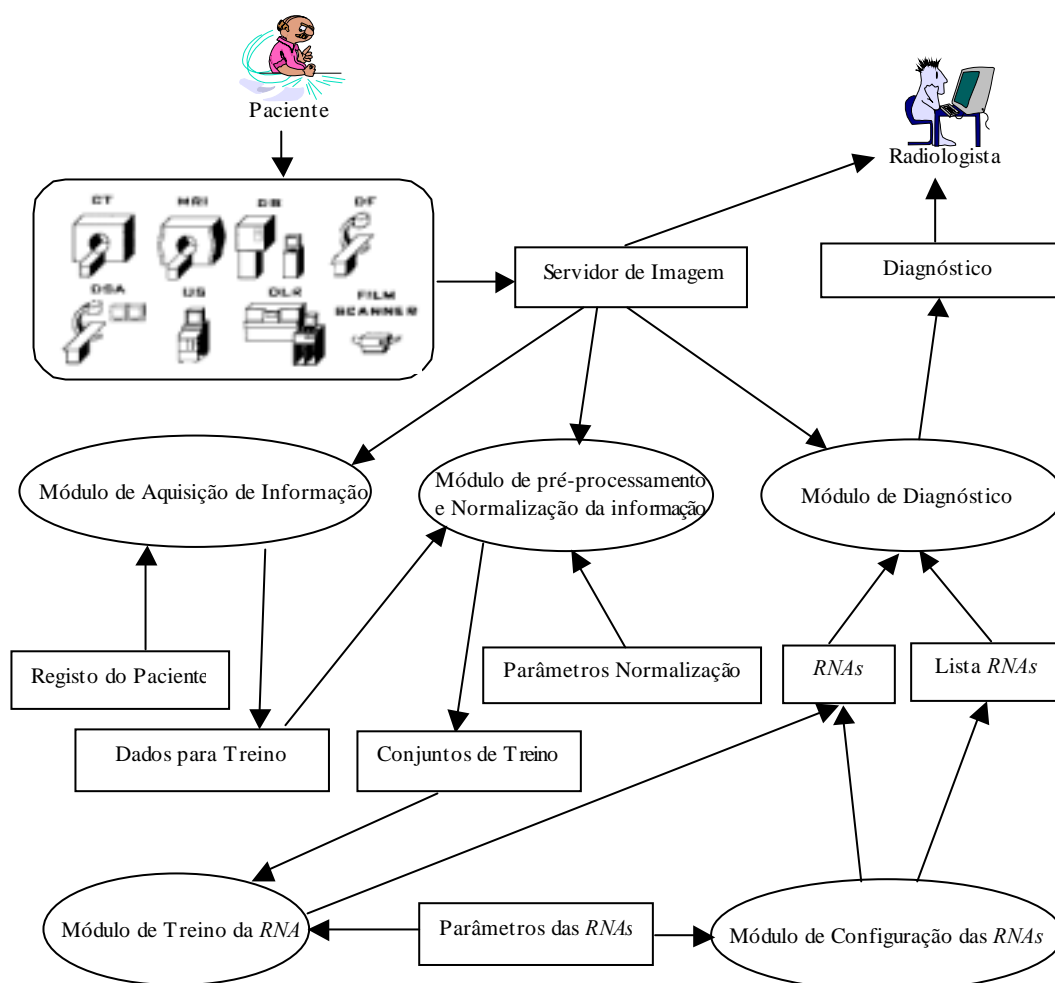 Paciente
Radiologista
CT MRI DR DF
DSA US DLR FILM
SCANNER
Servidor de Imagem
Diagnóstico
Módulo de Aquisição de Informação
Módulo de pré-processamento
e Normalização da informação
Módulo de Diagnóstico
Registo do Paciente
Parâmetros Normalização
RNAs
Lista RNAs
Dados para Treino
Conjuntos de Treino
Módulo de Treino da RNA
Parâmetros das RNAs
Módulo de Configuração das RNAs